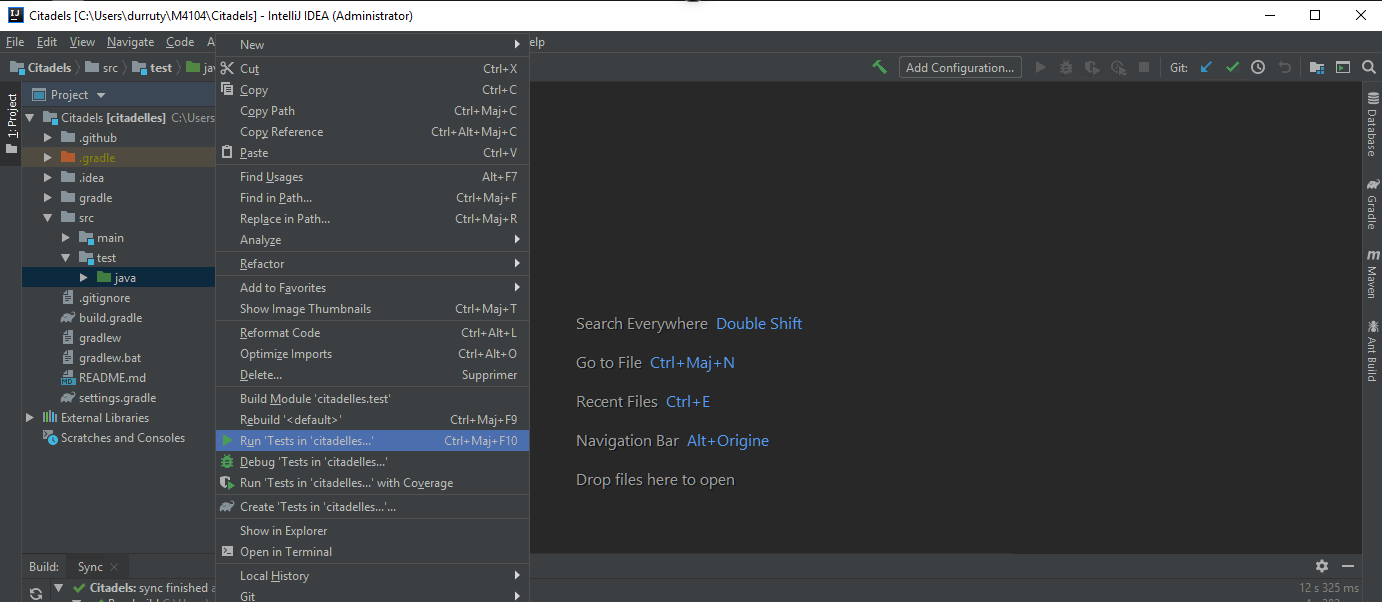 Citadels [C:\Users\durruty\M4104\Citadels] - IntelliJ IDEA (Administrator)
File Edit View Navigate Code A elp
Citadels src test ja Add Configuration... Git:
1: Project
Project
Citadels [citadelles] C:\Users
.github
.gradle
.idea
gradle
src
main
test
java
.gitignore
build.gradle
gradlew
gradlew.bat
README.md
settings.gradle
External Libraries
Scratches and Consoles
New
Cut Ctrl+X
Copy Ctrl+C
Copy Path Ctrl+Maj+C
Copy Reference Ctrl+Alt+Maj+C
Paste Ctrl+V
Find Usages Alt+F7
Find in Path... Ctrl+Maj+F
Replace in Path... Ctrl+Maj+R
Analyze
Refactor
Add to Favorites
Show Image Thumbnails Ctrl+Maj+T
Reformat Code Ctrl+Alt+L
Optimize Imports Ctrl+Alt+O
Delete... Supprimer
Build Module 'citadelles.test'
Rebuild '<default>' Ctrl+Maj+F9
Run 'Tests in 'citadelles...' Ctrl+Maj+F10
Debug 'Tests in 'citadelles...'
Run 'Tests in 'citadelles...' with Coverage
Create 'Tests in 'citadelles...'...
Show in Explorer
Open in Terminal
Local History
Git
Search Everywhere Double Shift
Go to File Ctrl+Maj+N
Recent Files Ctrl+E
Navigation Bar Alt+Origine
Drop files here to open
Database
Gradle
Maven
Ant Build
Build: Sync
Citadels: sync finished a
12 s 325 ms